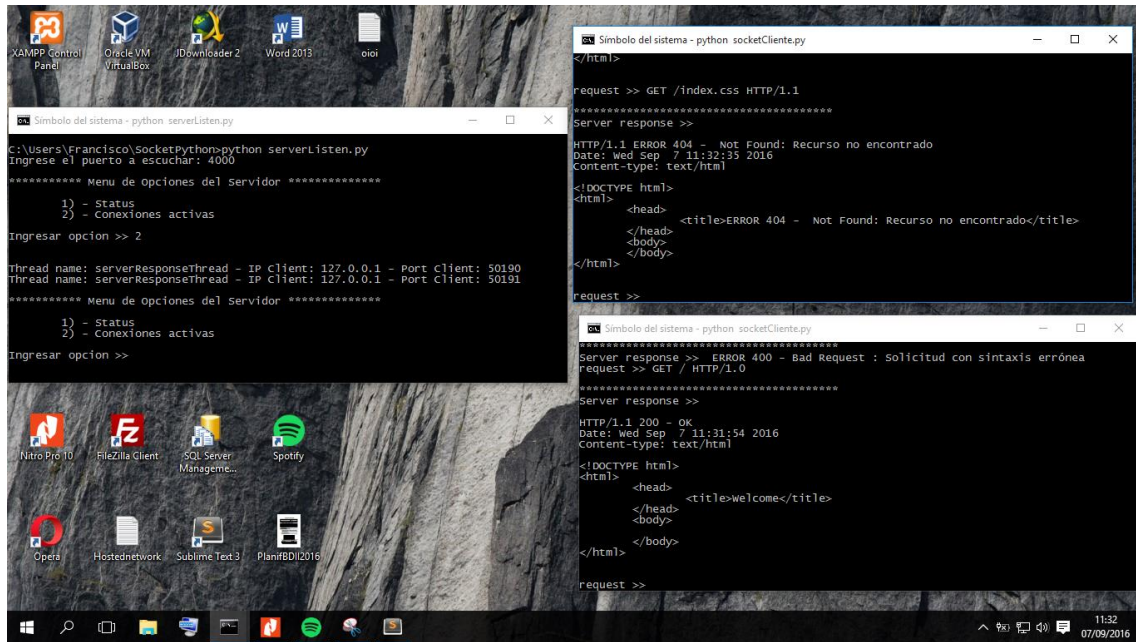 XAMPP Control Panel
Oracle VM VirtualBox
JDownloader 2
Word 2013
oioi
Símbolo del sistema - python serverListen.py
C:\Users\Francisco\SocketPython>python serverListen.py
Ingrese el puerto a escuchar: 4000
*********** Menu de Opciones del Servidor **************
1) - Status
2) - Conexiones activas
Ingresar opcion >> 2
Thread name: serverResponseThread - IP Client: 127.0.0.1 - Port Client: 50190
Thread name: serverResponseThread - IP Client: 127.0.0.1 - Port Client: 50191
*********** Menu de Opciones del Servidor **************
1) - Status
2) - Conexiones activas
Ingresar opcion >>
Símbolo del sistema - python socketCliente.py
</html>
request >> GET /index.css HTTP/1.1
***************************************
Server response >>
HTTP/1.1 ERROR 404 - Not Found: Recurso no encontrado
Date: Wed Sep 7 11:32:35 2016
Content-type: text/html
<!DOCTYPE html>
<html>
<head>
<title>ERROR 404 - Not Found: Recurso no encontrado</title>
</head>
<body>
</body>
</html>
request >>
Símbolo del sistema - python socketCliente.py
***************************************
Server response >> ERROR 400 - Bad Request : Solicitud con sintaxis errónea
request >> GET / HTTP/1.0
***************************************
Server response >>
HTTP/1.1 200 - OK
Date: Wed Sep 7 11:31:54 2016
Content-type: text/html
<!DOCTYPE html>
<html>
<head>
<title>Welcome</title>
</head>
<body>
</body>
</html>
request >>
Nitro Pro 10
FileZilla Client
SQL Server Manageme...
Spotify
Opera
Hostednetwork
Sublime Text 3
PlanifBDII2016
11:32
07/09/2016